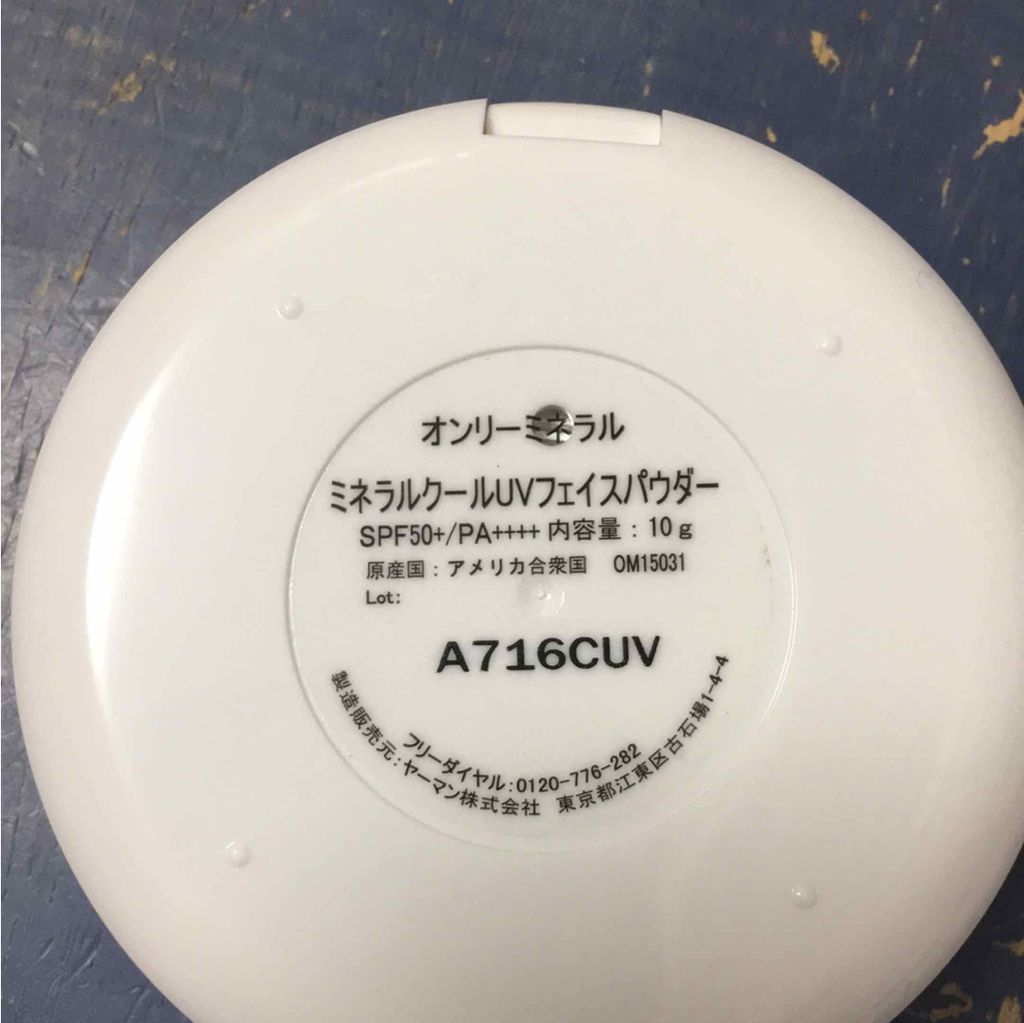 オンリーミネラル
ミネラルクールUVフェイスパウダー
SPF50+/PA++++ 内容量：10g
原産国：アメリカ合衆国 OM15031
Lot:
A716CUV
フリーダイヤル:0120-776-282
製造販売元:ヤーマン株式会社 東京都江東区古石場1-4-4